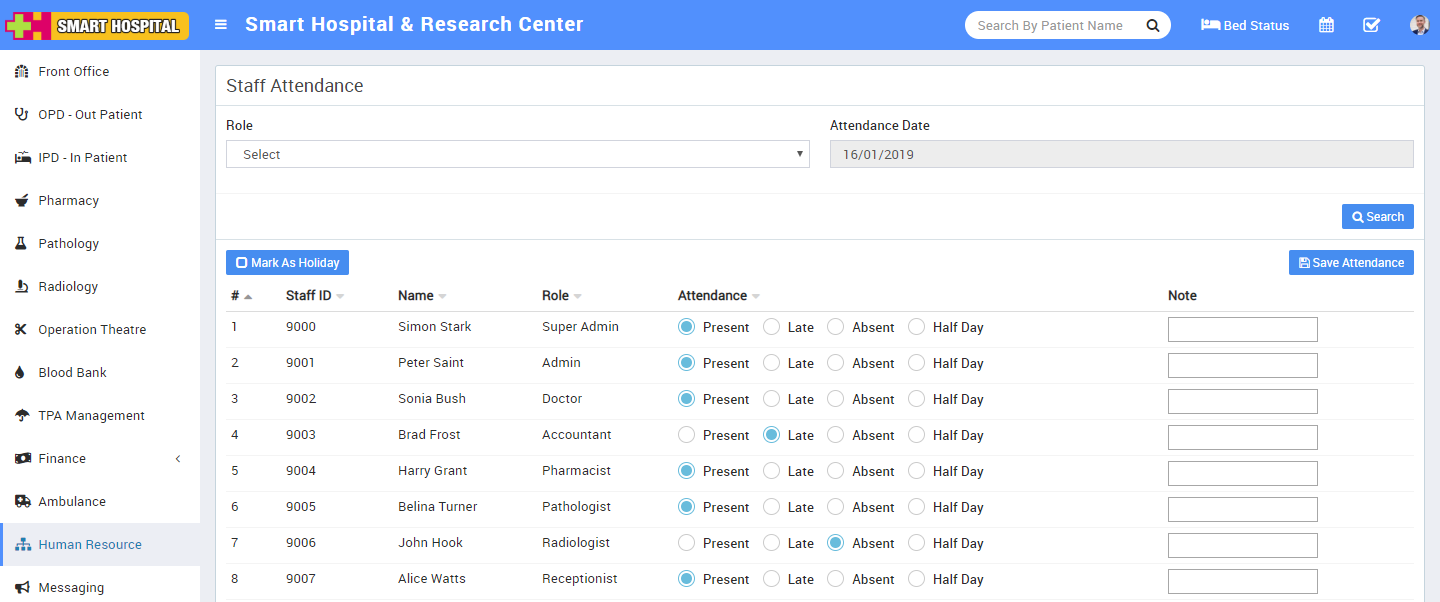 SMART HOSPITAL
Smart Hospital & Research Center
Search By Patient Name
Bed Status
Front Office
OPD - Out Patient
IPD - In Patient
Pharmacy
Pathology
Radiology
Operation Theatre
Blood Bank
TPA Management
Finance
Ambulance
Human Resource
Messaging
Staff Attendance
Role Attendance Date
Select 16/01/2019
Search
Mark As Holiday Save Attendance
# Staff ID Name Role Attendance Note
1 9000 Simon Stark Super Admin Present Late Absent Half Day
2 9001 Peter Saint Admin Present Late Absent Half Day
3 9002 Sonia Bush Doctor Present Late Absent Half Day
4 9003 Brad Frost Accountant Present Late Absent Half Day
5 9004 Harry Grant Pharmacist Present Late Absent Half Day
6 9005 Belina Turner Pathologist Present Late Absent Half Day
7 9006 John Hook Radiologist Present Late Absent Half Day
8 9007 Alice Watts Receptionist Present Late Absent Half Day